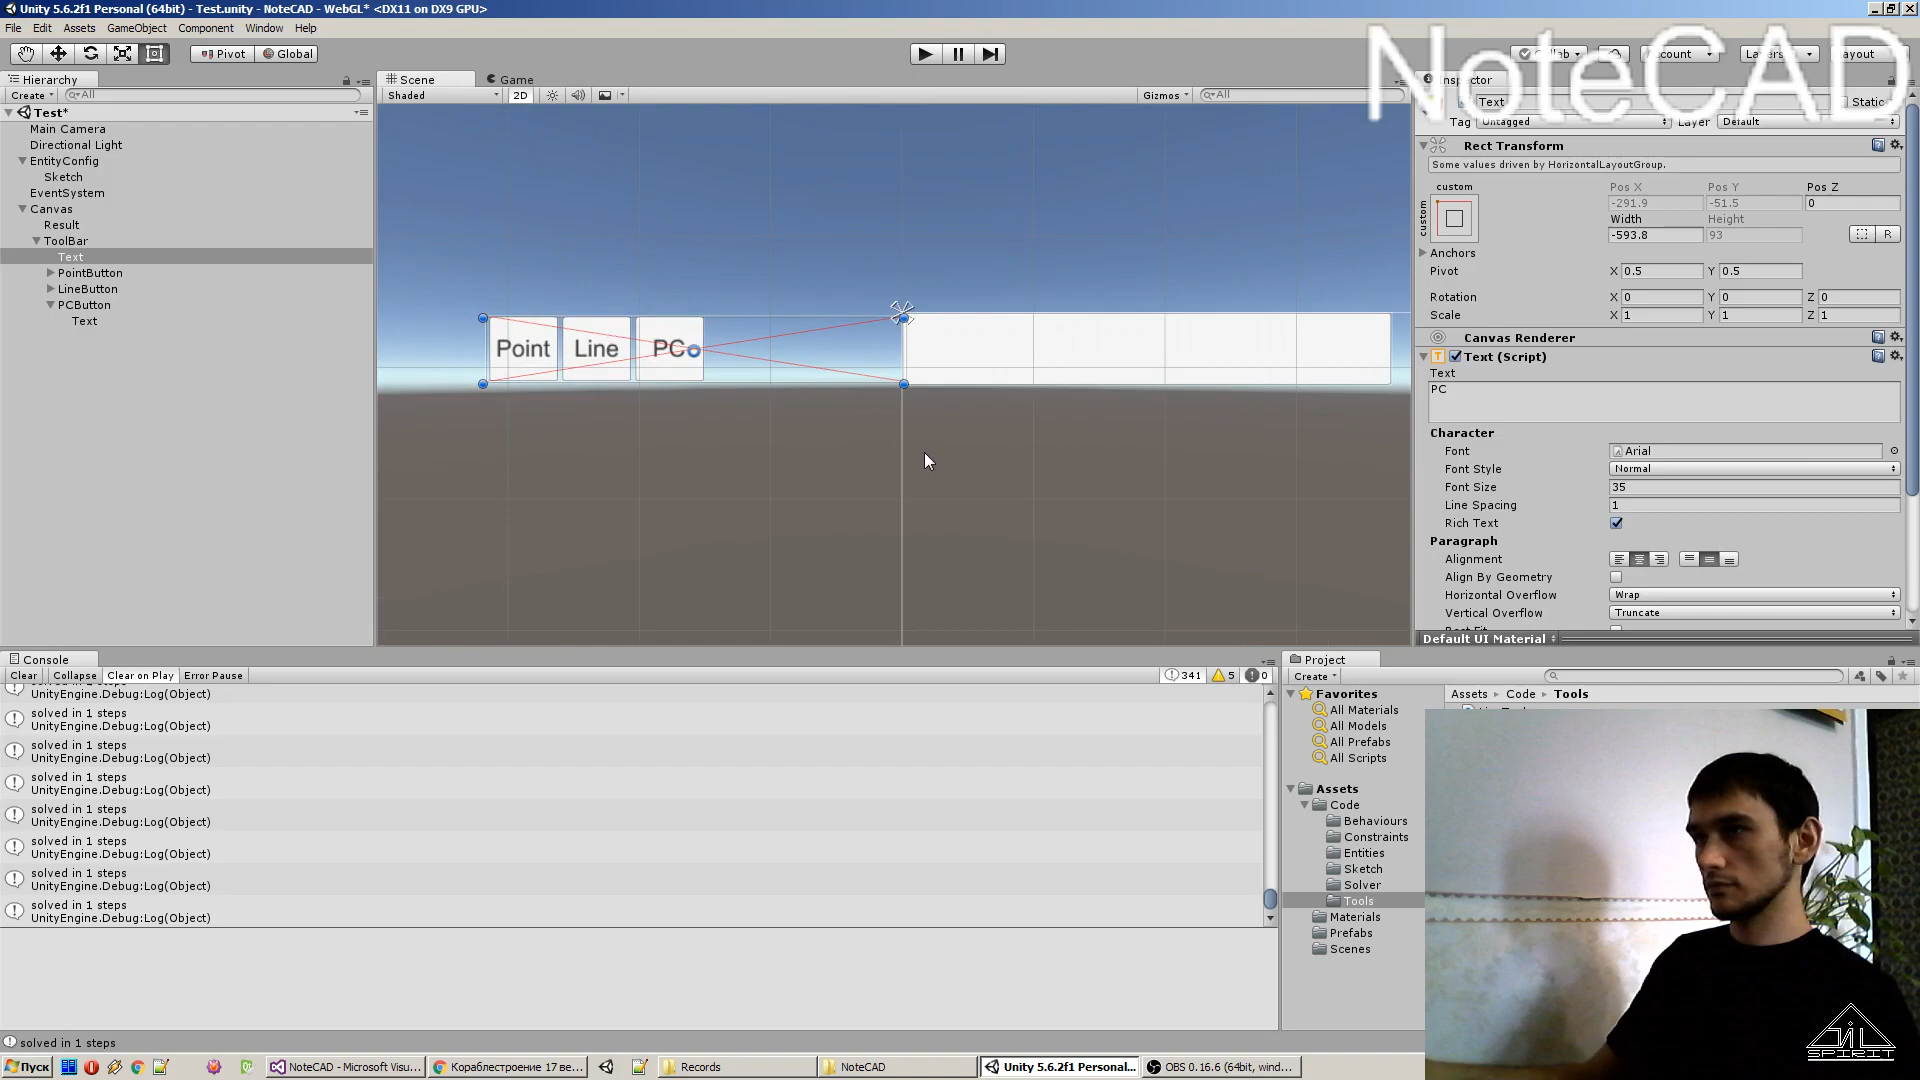 Unity 5.6.2f1 Personal (64bit) - Test.unity - NoteCAD - WebGL* <DX11 on DX9 GPU>
File Edit Assets GameObject Component Window Help
NoteCAD
Pivot Global
Account
Layers
Layout
Hierarchy
Create All
Test*
Main Camera
Directional Light
EntityConfig
Sketch
EventSystem
Canvas
Result
ToolBar
Text
PointButton
LineButton
PCButton
Text
Scene Game
Shaded 2D Gizmos All
Point Line PC
Inspector
Text Static
Tag Untagged Layer Default
Rect Transform
Some values driven by HorizontalLayoutGroup.
custom Pos X Pos Y Pos Z
custom -291.9 -51.5 0
Width Height
-593.8 93 R
Anchors
Pivot X 0.5 Y 0.5
Rotation X 0 Y 0 Z 0
Scale X 1 Y 1 Z 1
Canvas Renderer
Text (Script)
Text
PC
Character
Font Arial
Font Style Normal
Font Size 35
Line Spacing 1
Rich Text
Paragraph
Alignment
Align By Geometry
Horizontal Overflow Wrap
Vertical Overflow Truncate
Default UI Material
Console
Clear Collapse Clear on Play Error Pause 341 5 0
UnityEngine.Debug:Log(Object)
solved in 1 steps
UnityEngine.Debug:Log(Object)
solved in 1 steps
UnityEngine.Debug:Log(Object)
solved in 1 steps
UnityEngine.Debug:Log(Object)
solved in 1 steps
UnityEngine.Debug:Log(Object)
solved in 1 steps
UnityEngine.Debug:Log(Object)
solved in 1 steps
UnityEngine.Debug:Log(Object)
solved in 1 steps
UnityEngine.Debug:Log(Object)
solved in 1 steps
Project
Create
Favorites
All Materials
All Models
All Prefabs
All Scripts
Assets
Code
Behaviours
Constraints
Entities
Sketch
Solver
Tools
Materials
Prefabs
Scenes
Assets Code Tools
SPIRIT
Пуск
NoteCAD - Microsoft Visu...
Кораблестроение 17 ве...
Records
NoteCAD
Unity 5.6.2f1 Personal...
OBS 0.16.6 (64bit, wind...